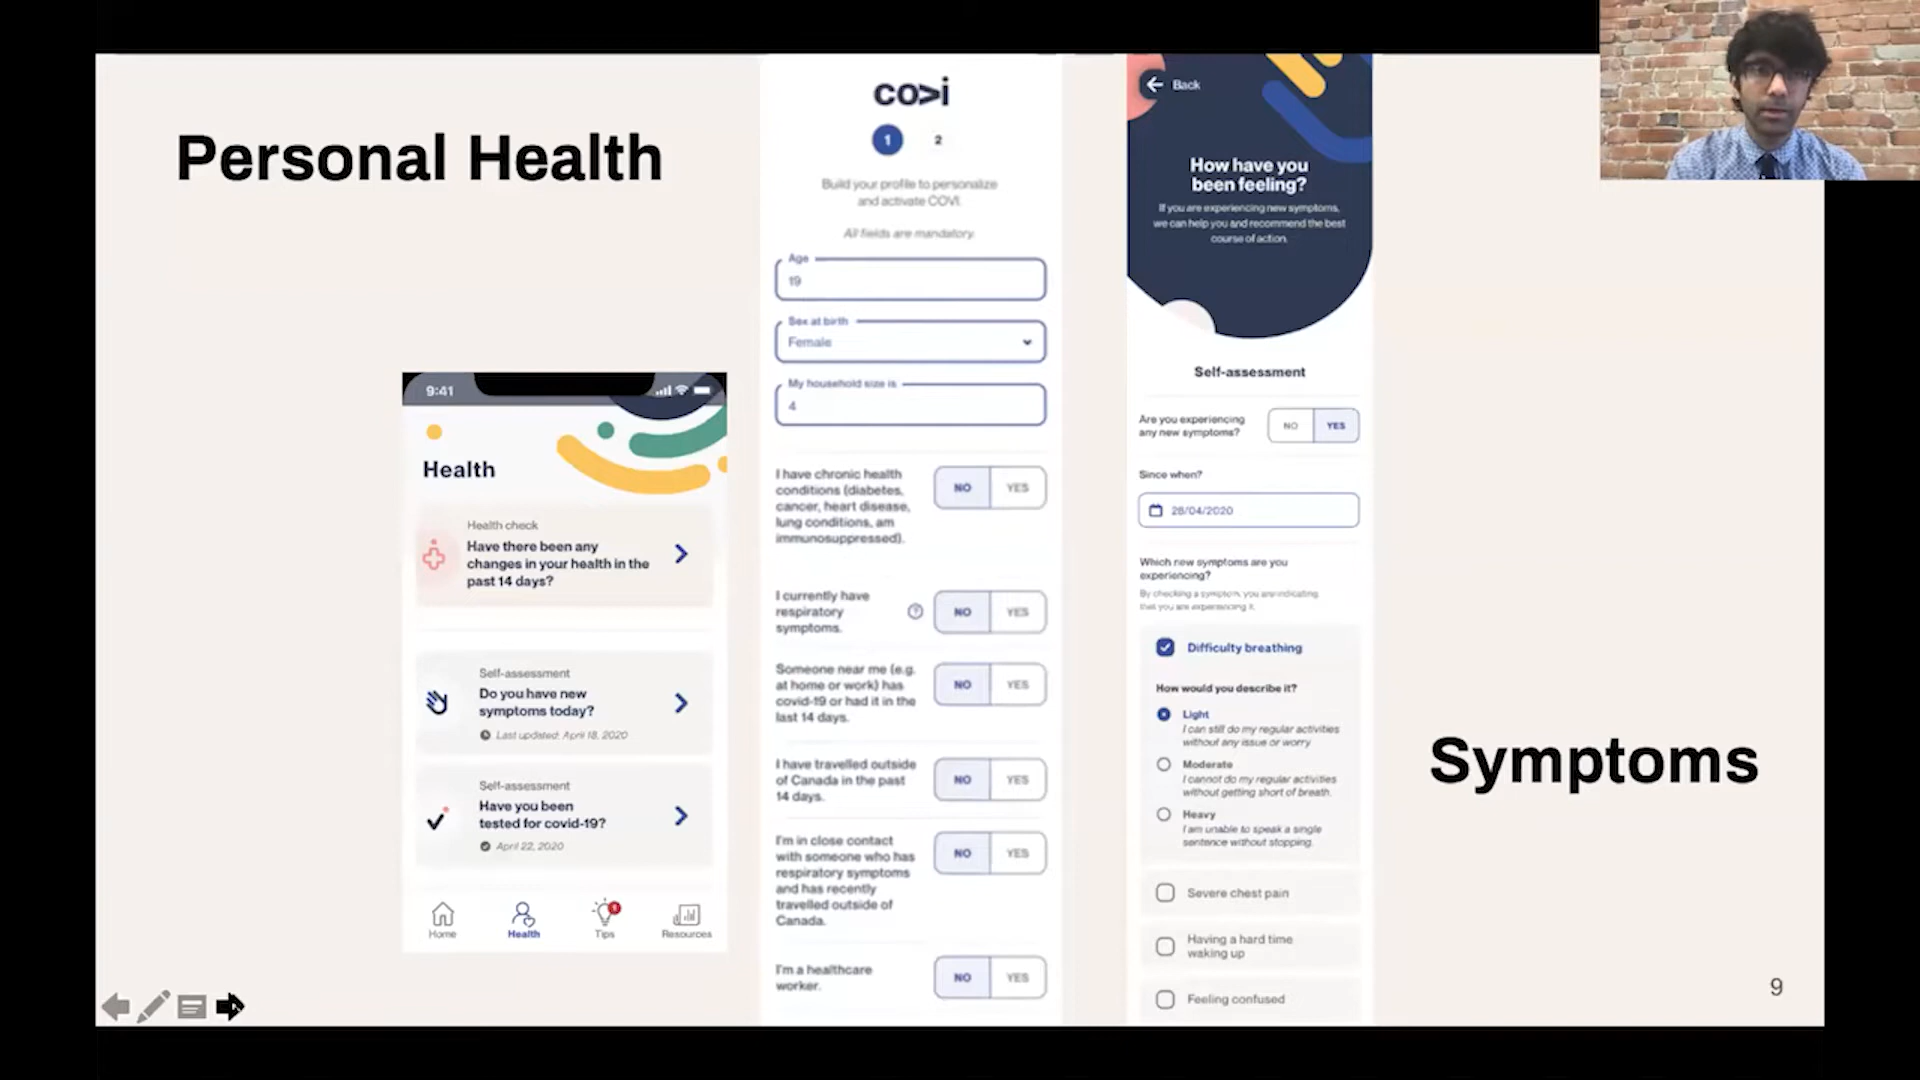 Personal Health
9:41
Health
Health check
Have there been any
changes in your health in the
past 14 days?
Self-assessment
Do you have new
symptoms today?
Last updated: April 18, 2020
Self-assessment
Have you been
tested for covid-19?
April 22, 2020
Home
Health
Tips
Resources
covi
1
2
Build your profile to personalize
and activate COVI.
All fields are mandatory.
Age
19
Sex at birth
Female
My household size is
4
I have chronic health
conditions (diabetes,
cancer, heart disease,
lung conditions, am
immunosuppressed).
NO YES
I currently have
respiratory
symptoms.
?
NO YES
Someone near me (e.g.
at home or work) has
covid-19 or had it in the
last 14 days.
NO YES
I have travelled outside
of Canada in the past
14 days.
NO YES
I'm in close contact
with someone who has
respiratory symptoms
and has recently
travelled outside of
Canada.
NO YES
I'm a healthcare
worker.
NO YES
Back
How have you
been feeling?
If you are experiencing new symptoms,
we can help you and recommend the best
course of action.
Self-assessment
Are you experiencing
any new symptoms?
NO YES
Since when?
28/04/2020
Which new symptoms are you
experiencing?
By checking a symptom, you are indicating
that you are experiencing it.
Difficulty breathing
How would you describe it?
Light
I can still do my regular activities
without any issue or worry
Moderate
I cannot do my regular activities
without getting short of breath.
Heavy
I am unable to speak a single
sentence without stopping.
Severe chest pain
Having a hard time
waking up
Feeling confused
Symptoms
9